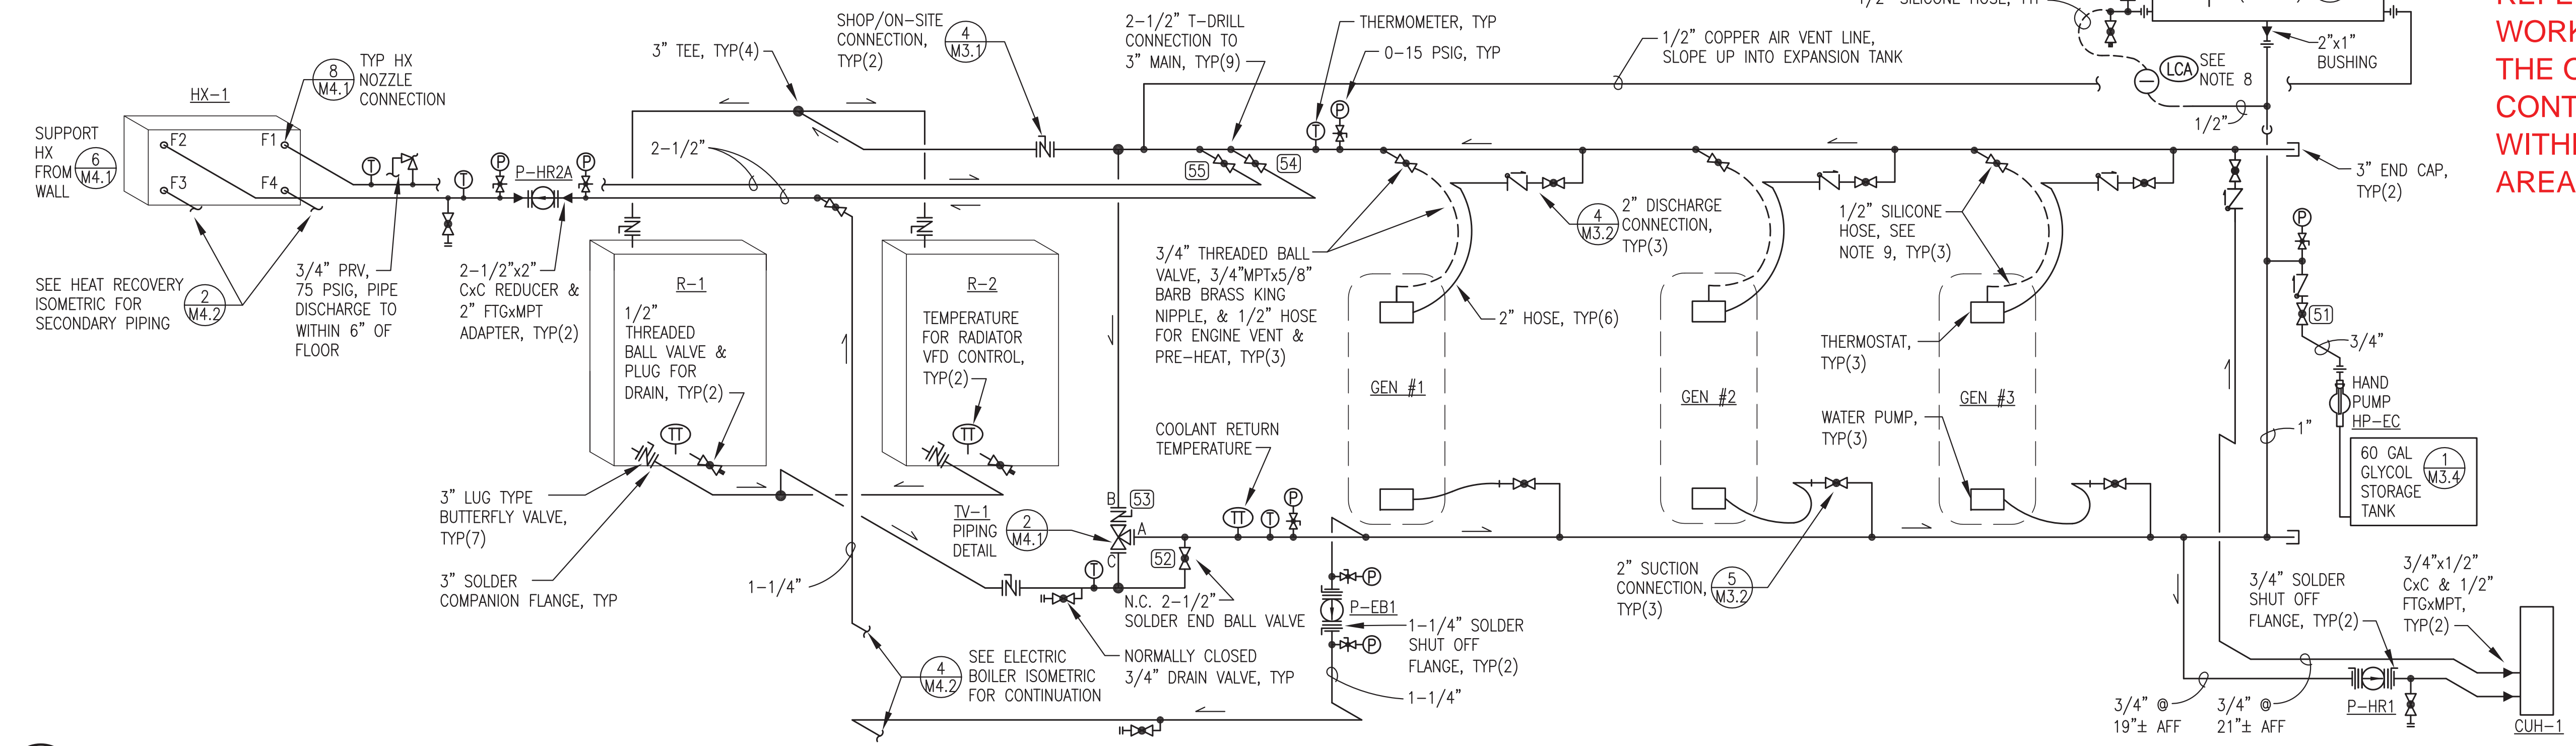 SHOP/ON-SITE
CONNECTION,
TYP(2)
4
M3.1
3" TEE, TYP(4)
2-1/2" T-DRILL
CONNECTION TO
3" MAIN, TYP(9)
THERMOMETER, TYP
0-15 PSIG, TYP
1/2" COPPER AIR VENT LINE,
SLOPE UP INTO EXPANSION TANK
LCA
SEE
NOTE 8
2"x1"
BUSHING
1/2"
WORK
THE C
CONT
WITHI
AREA
8
M4.1
TYP HX
NOZZLE
CONNECTION
HX-1
SUPPORT
HX
FROM
WALL
6
M4.1
F2
F1
F3
F4
T
T
P
P-HR2A
P
2-1/2"
55
54
T
P
3" END CAP,
TYP(2)
SEE HEAT RECOVERY
ISOMETRIC FOR
SECONDARY PIPING
2
M4.2
3/4" PRV,
75 PSIG, PIPE
DISCHARGE TO
WITHIN 6" OF
FLOOR
2-1/2"x2"
CxC REDUCER &
2" FTGxMPT
ADAPTER, TYP(2)
R-1
1/2"
THREADED
BALL VALVE &
PLUG FOR
DRAIN, TYP(2)
R-2
TEMPERATURE
FOR RADIATOR
VFD CONTROL,
TYP(2)
TT
TT
3/4" THREADED BALL
VALVE, 3/4"MPTx5/8"
BARB BRASS KING
NIPPLE, & 1/2" HOSE
FOR ENGINE VENT &
PRE-HEAT, TYP(3)
4
M3.2
2" DISCHARGE
CONNECTION,
TYP(3)
1/2" SILICONE
HOSE, SEE
NOTE 9, TYP(3)
2" HOSE, TYP(6)
THERMOSTAT,
TYP(3)
GEN #1
GEN #2
GEN #3
WATER PUMP,
TYP(3)
P
51
3/4"
HAND
PUMP
HP-EC
1"
60 GAL
GLYCOL
STORAGE
TANK
1
M3.4
3" LUG TYPE
BUTTERFLY VALVE,
TYP(7)
3" SOLDER
COMPANION FLANGE, TYP
COOLANT RETURN
TEMPERATURE
TV-1
PIPING
DETAIL
2
M4.1
B
53
A
C
52
TT
T
P
T
1-1/4"
N.C. 2-1/2"
SOLDER END BALL VALVE
NORMALLY CLOSED
3/4" DRAIN VALVE, TYP
4
M4.2
SEE ELECTRIC
BOILER ISOMETRIC
FOR CONTINUATION
P
P-EB1
P
1-1/4" SOLDER
SHUT OFF
FLANGE, TYP(2)
1-1/4"
2" SUCTION
CONNECTION,
TYP(3)
5
M3.2
3/4" SOLDER
SHUT OFF
FLANGE, TYP(2)
3/4"x1/2"
CxC & 1/2"
FTGxMPT,
TYP(2)
3/4" @
19"± AFF
3/4" @
21"± AFF
P-HR1
CUH-1